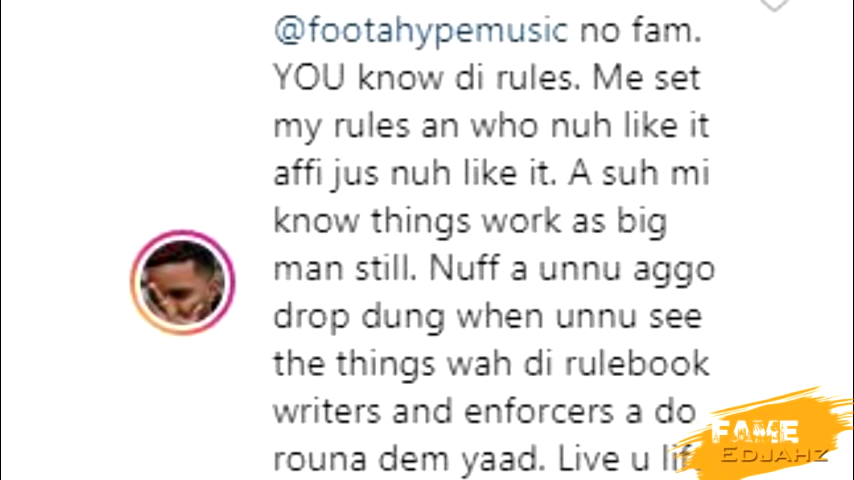 @footahypemusic no fam.
YOU know di rules. Me set
my rules an who nuh like it
affi jus nuh like it. A suh mi
know things work as big
man still. Nuff a unnu aggo
drop dung when unnu see
the things wah di rulebook
writers and enforcers a do
rouna dem yaad. Live u lif
FAME
EDJAHZ